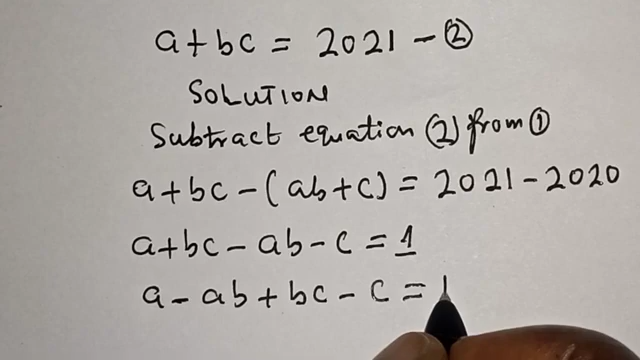 a + bc = 2021 - ②
SOLUTION
Subtract equation (2) from ①
a + bc - (ab + c) = 2021 - 2020
a + bc - ab - c = 1
a - ab + bc - c = 1